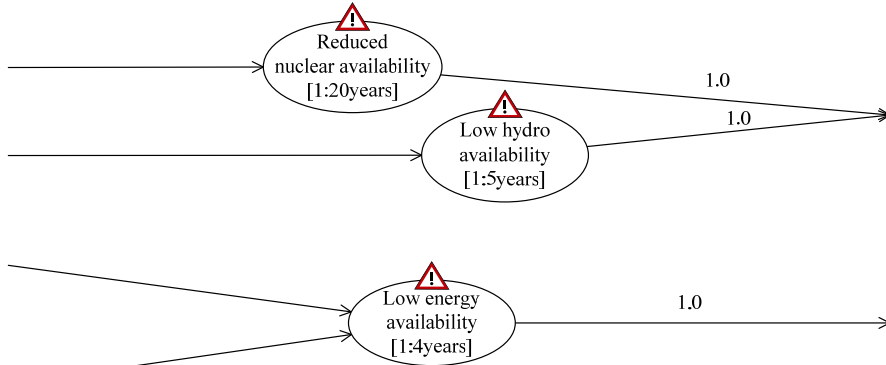 Reduced
nuclear availability
[1:20years]
1.0
Low hydro
availability
[1:5years]
1.0
Low energy
availability
[1:4years]
1.0